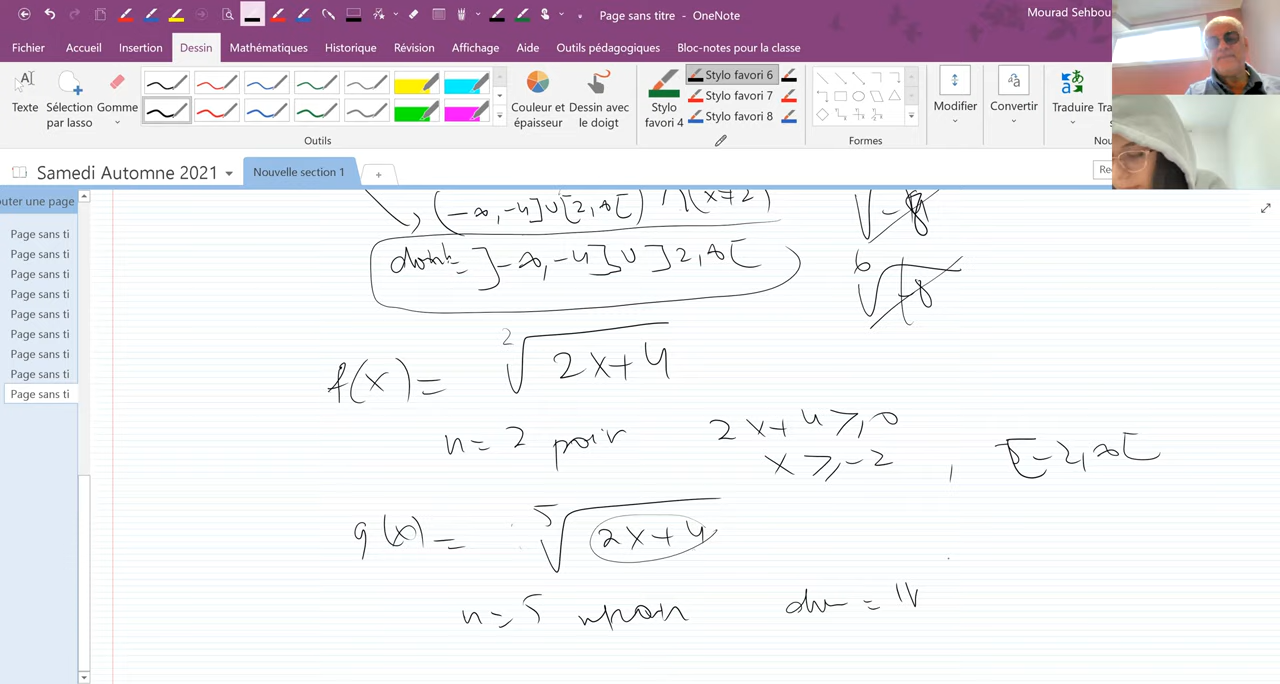 Page sans titre - OneNote
Mourad Sehbou
Fichier Accueil Insertion Dessin Mathématiques Historique Révision Affichage Aide Outils pédagogiques Bloc-notes pour la classe
Texte Sélection par lasso Gomme
Couleur et épaisseur Dessin avec le doigt
Stylo favori 4
Stylo favori 6
Stylo favori 7
Stylo favori 8
Modifier Convertir Traduire
Outils Formes
Samedi Automne 2021 Nouvelle section 1
outer une page
Page sans ti
Page sans ti
Page sans ti
Page sans ti
Page sans ti
Page sans ti
Page sans ti
Page sans ti
Page sans ti
(-∞,-4]∪[2,∞[) ∩ (x≠2)
]-∞,-4]∪]2,∞[
f(x) = ²√(2x+4)
n = 2 pair 2x+4 ≥ 0
x ≥ -2 , [-2,∞[
g(x) = ⁵√(2x+4)
n = 5 impair dom = IR